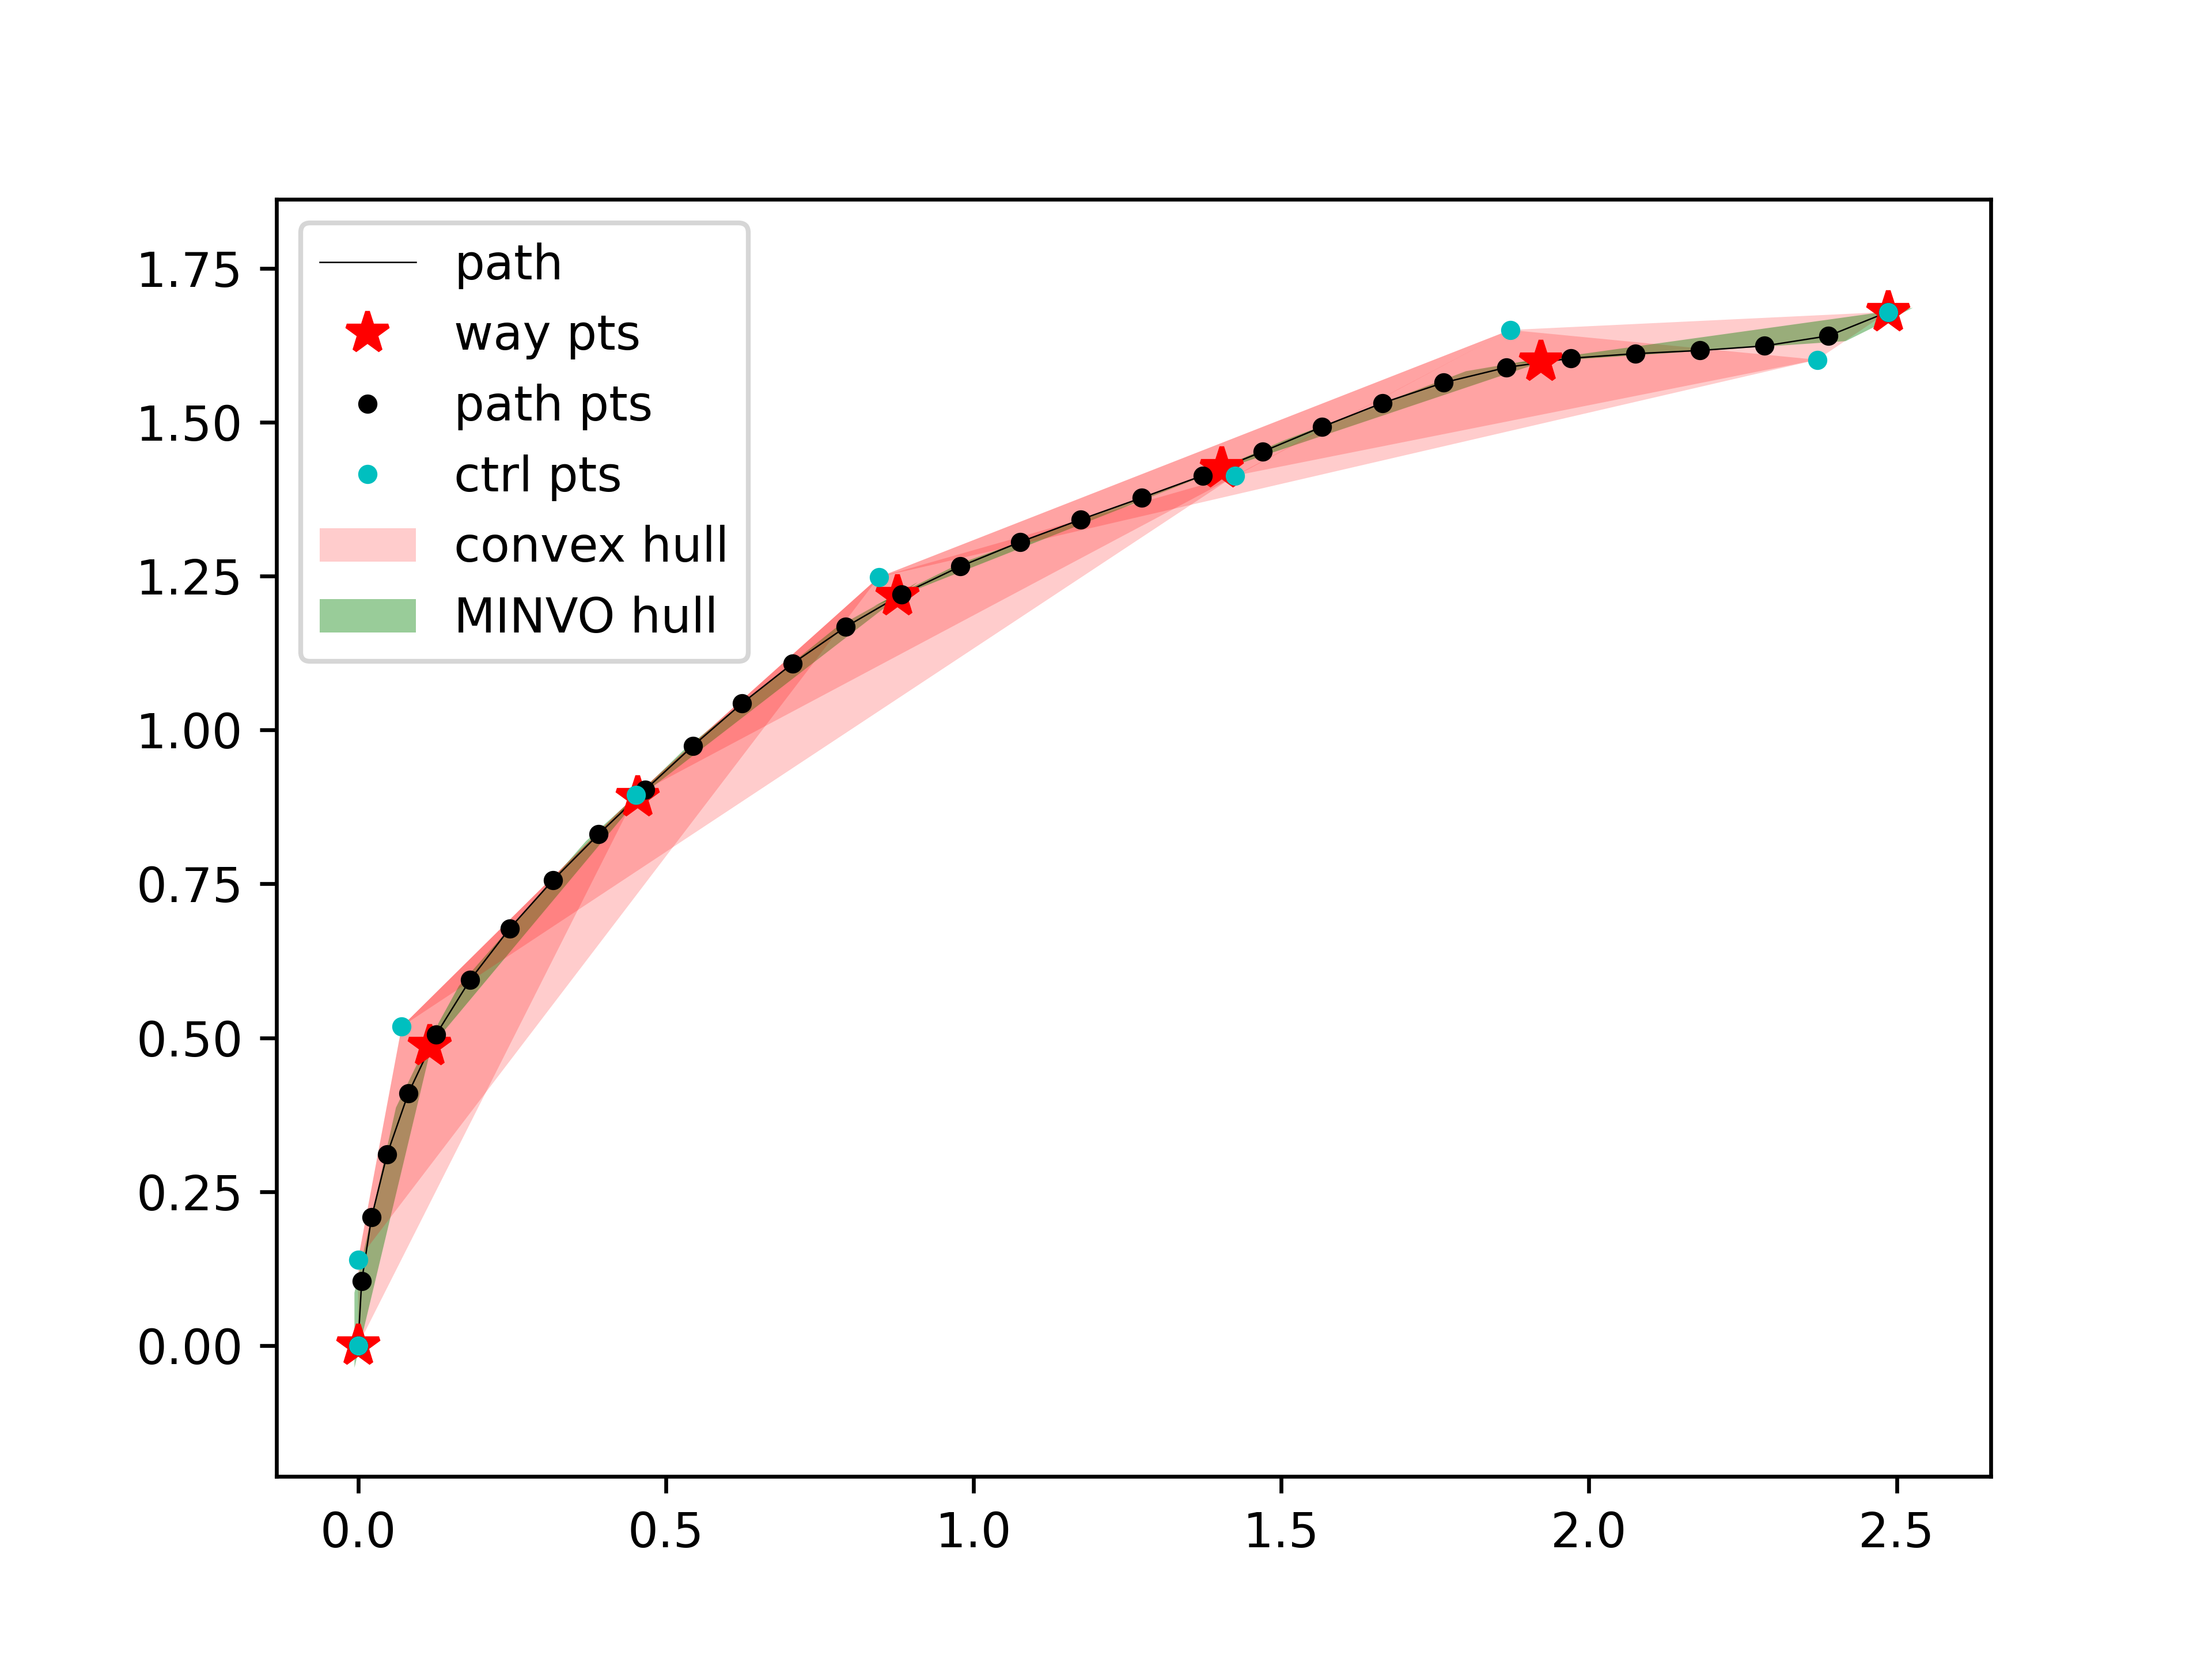 path
way pts
path pts
ctrl pts
convex hull
MINVO hull
1.75
1.50
1.25
1.00
0.75
0.50
0.25
0.00
0.0 0.5 1.0 1.5 2.0 2.5